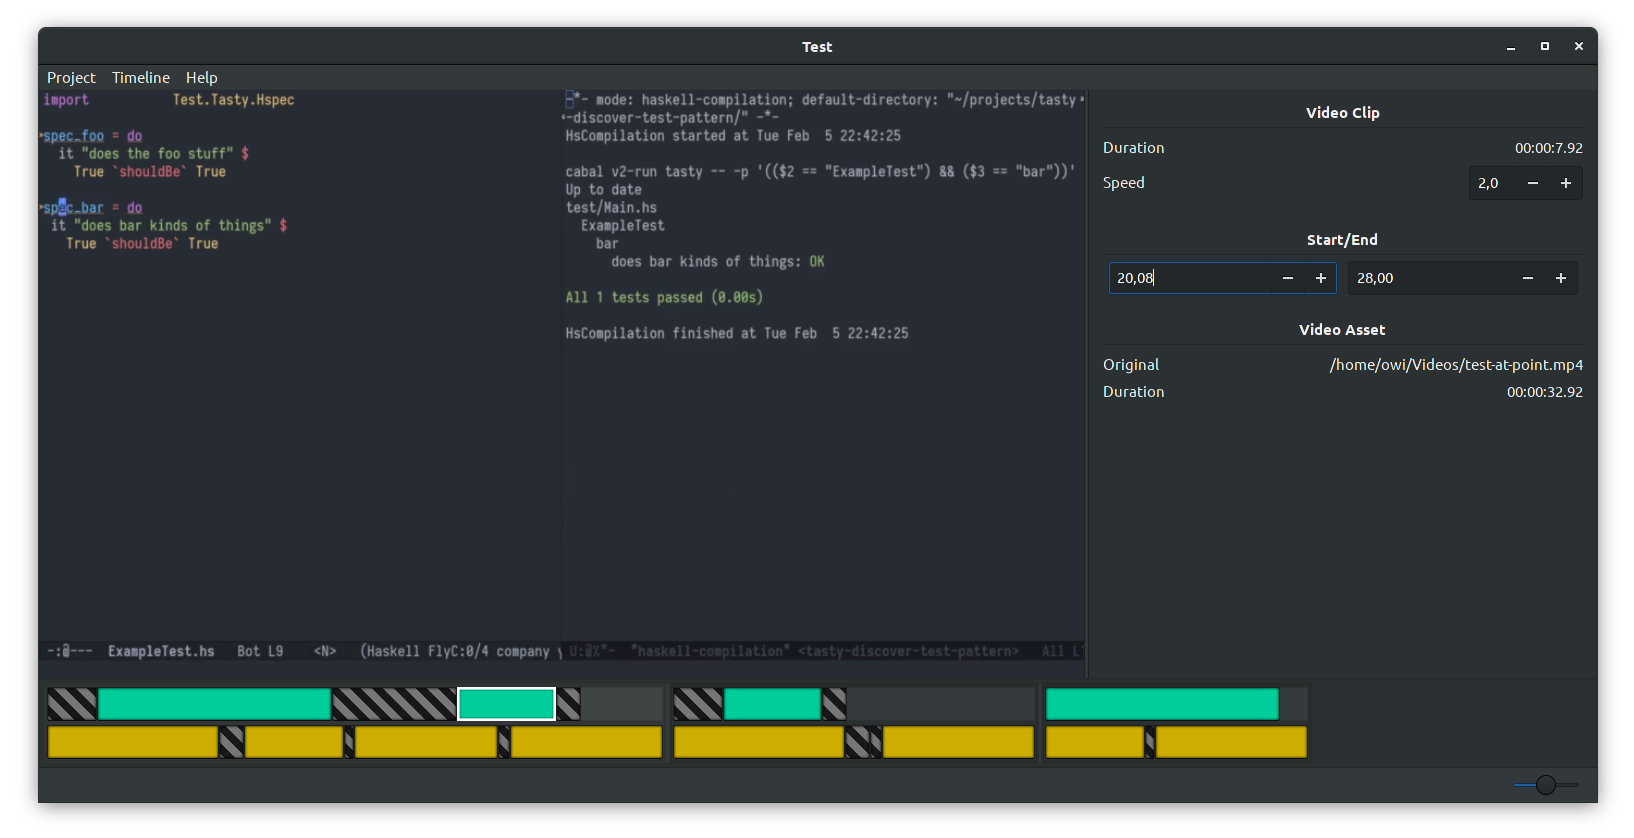 Test
Project Timeline Help
import Test.Tasty.Hspec
spec_foo = do
it "does the foo stuff" $
True `shouldBe` True
spec_bar = do
it "does bar kinds of things" $
True `shouldBe` True
-:@--- ExampleTest.hs Bot L9 <N> (Haskell FlyC:0/4 company
-*- mode: haskell-compilation; default-directory: "~/projects/tasty
-discover-test-pattern/" -*-
HsCompilation started at Tue Feb 5 22:42:25
cabal v2-run tasty -- -p '(($2 == "ExampleTest") && ($3 == "bar"))'
Up to date
test/Main.hs
ExampleTest
bar
does bar kinds of things: OK
All 1 tests passed (0.00s)
HsCompilation finished at Tue Feb 5 22:42:25
U:@%*- *haskell-compilation* <tasty-discover-test-pattern> All
Video Clip
Duration 00:00:7.92
Speed 2,0 − +
Start/End
20,08 − + 28,00 − +
Video Asset
Original /home/owi/Videos/test-at-point.mp4
Duration 00:00:32.92